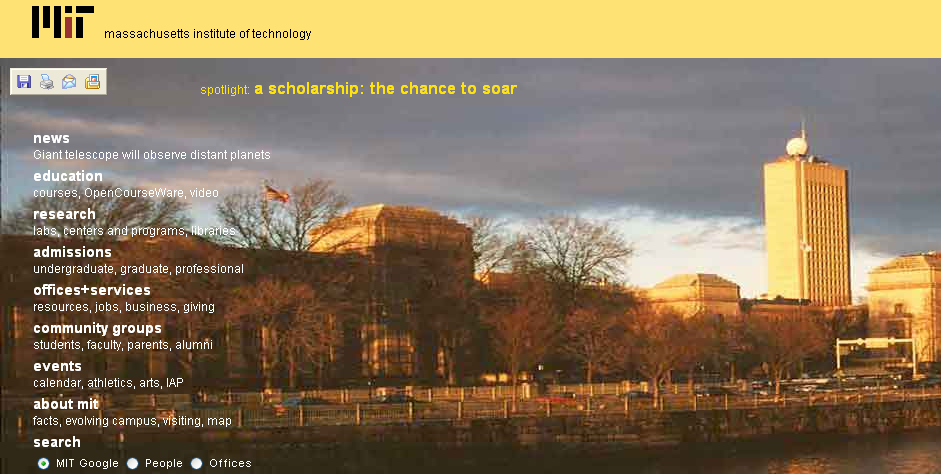 MIT
massachusetts institute of technology
spotlight: a scholarship: the chance to soar
news
Giant telescope will observe distant planets
education
courses, OpenCourseWare, video
research
labs, centers and programs, libraries
admissions
undergraduate, graduate, professional
offices+services
resources, jobs, business, giving
community groups
students, faculty, parents, alumni
events
calendar, athletics, arts, IAP
about mit
facts, evolving campus, visiting, map
search
MIT Google People Offices